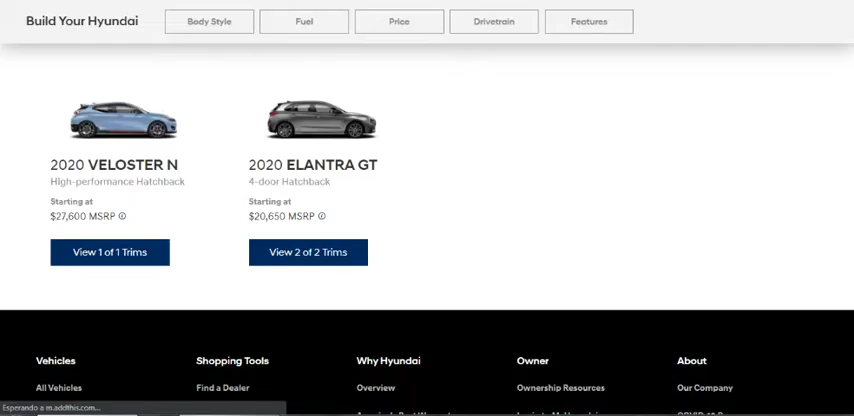 Build Your Hyundai
Body Style
Fuel
Price
Drivetrain
Features
2020 VELOSTER N
High-performance Hatchback
Starting at
$27,600 MSRP
View 1 of 1 Trims
2020 ELANTRA GT
4-door Hatchback
Starting at
$20,650 MSRP
View 2 of 2 Trims
Vehicles
Shopping Tools
Why Hyundai
Owner
About
All Vehicles
Find a Dealer
Overview
Ownership Resources
Our Company
Esperando a m.addthis.com...